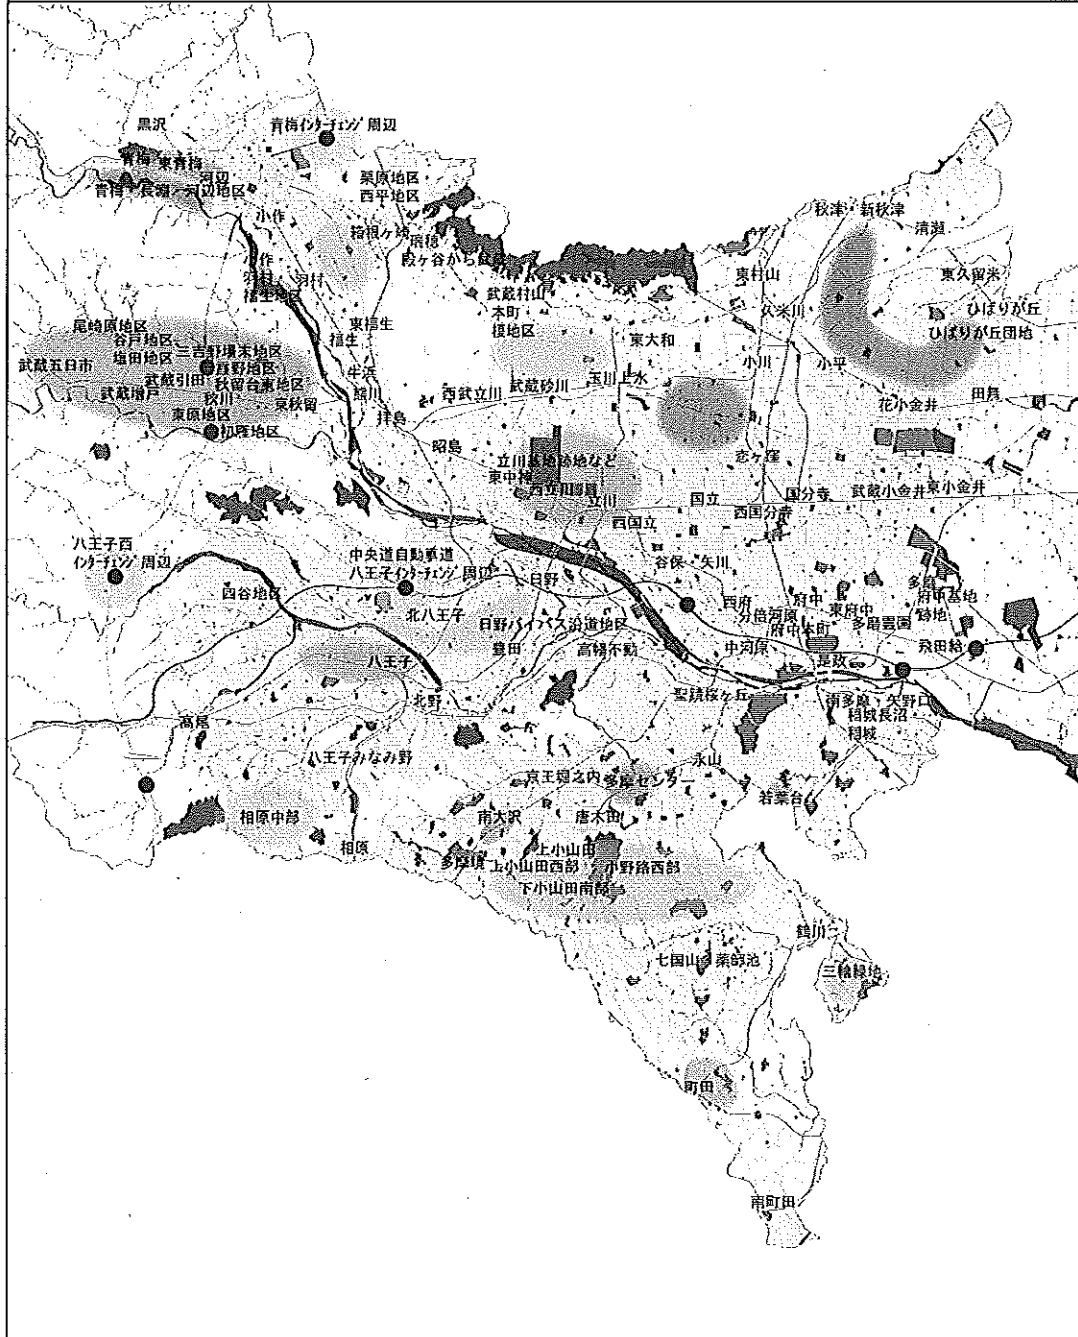 黒沢
青梅インターチェンジ周辺
青梅
東青梅
河辺
青梅・長淵・河辺地区
栗原地区
西平地区
小作
箱根ヶ崎
瑞穂
秋津・新秋津
清瀬
小作
羽村
羽村
福生地区
武蔵村山
本町
榎地区
東村山
久米川
東久留米
ひばりが丘
ひばりが丘団地
尾崎原地区
谷戸地区
塩田地区
武蔵五日市
武蔵引田
武蔵増戸
秋留台東地区
秋川
東秋留
東原地区
初雁地区
東福生
福生
牛浜
熊川
拝島
昭島
西武立川
武蔵砂川
玉川上水
東大和
小川
小平
花小金井
田無
恋ヶ窪
立川基地跡地など
東中神
立川
西国立
国立
国分寺
西国分寺
武蔵小金井
東小金井
八王子西
インターチェンジ周辺
四谷地区
中央道自動車道
八王子インターチェンジ周辺
北八王子
日野
日野バイパス沿道地区
豊田
高幡不動
谷保・矢川
西府
分倍河原
府中
府中本町
東府中
多磨霊園
多磨
府中基地
跡地
飛田給
中河原
是政
聖蹟桜ヶ丘
南多摩・矢野口
稲城長沼
稲城
八王子
北野
高尾
八王子みなみ野
京王堀之内
多摩センター
永山
若葉台
相原中部
相原
南大沢
唐木田
多摩境
上小山田
上小山田西部
小野路西部
下小山田南部
鶴川
七国山・薬師池
三輪緑地
町田
南町田